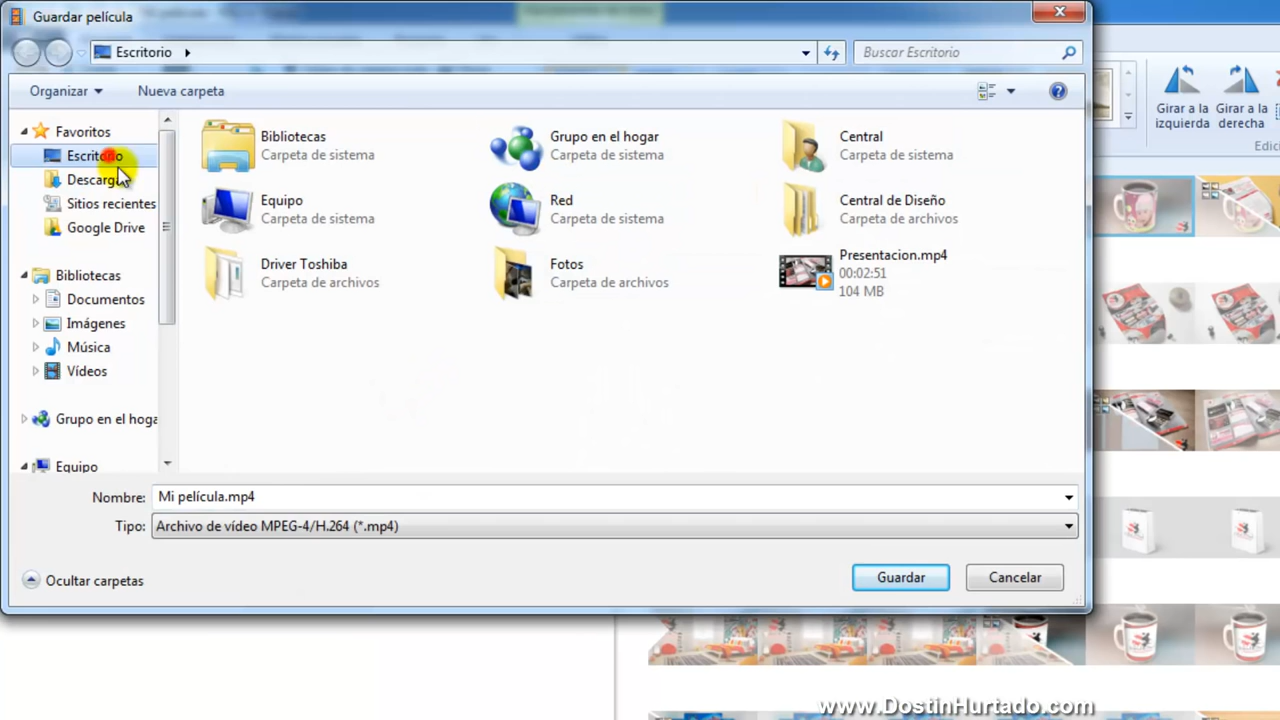 Guardar película
Escritorio
Buscar Escritorio
Organizar
Nueva carpeta
Girar a la izquierda
Girar a la derecha
Favoritos
Escritorio
Sitios recientes
Google Drive
Bibliotecas
Documentos
Imágenes
Música
Vídeos
Grupo en el hoga
Equipo
Bibliotecas
Carpeta de sistema
Grupo en el hogar
Carpeta de sistema
Central
Carpeta de sistema
Equipo
Carpeta de sistema
Red
Carpeta de sistema
Central de Diseño
Carpeta de archivos
Driver Toshiba
Carpeta de archivos
Fotos
Carpeta de archivos
Presentacion.mp4
00:02:51
104 MB
Nombre: Mi película.mp4
Tipo: Archivo de vídeo MPEG-4/H.264 (*.mp4)
Ocultar carpetas
Guardar
Cancelar
www.DostinHurtado.com